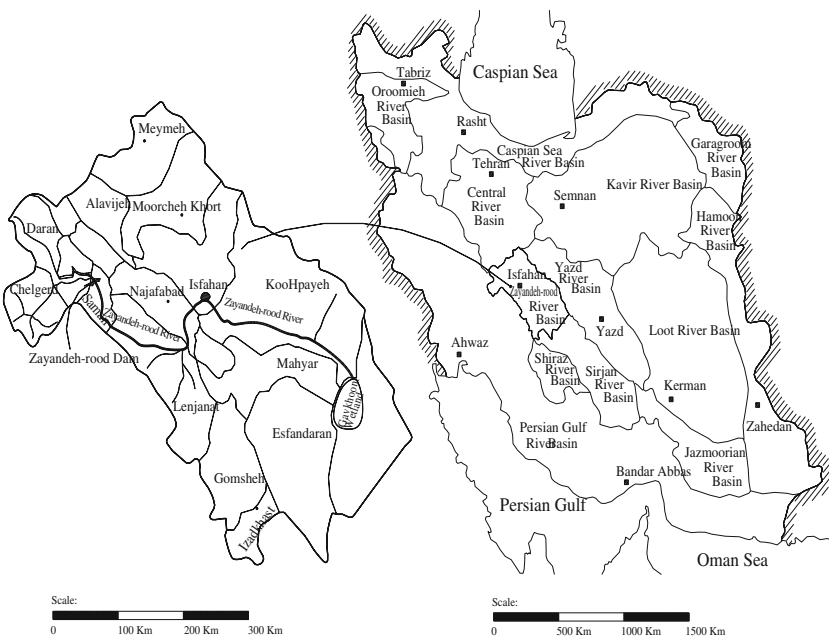 Meymeh
Alavijeh
Moorcheh Khort
Daran
Chelgerd
Saman
Najafabad
Isfahan
KooHpayeh
Zayandeh-rood River
Zayandeh-rood River
Zayandeh-rood Dam
Mahyar
Gavkhooni
Wetland
Lenjanat
Esfandaran
Gomsheh
Izadkhast
Scale:
0 100 Km 200 Km 300 Km
Caspian Sea
Tabriz
Oroomieh
River
Basin
Rasht
Caspian Sea
River Basin
Tehran
Central
River
Basin
Semnan
Kavir River Basin
Garagroom
River
Basin
Hamoon
River
Basin
Isfahan
Zayandeh-rood
River
Basin
Yazd
River
Basin
Yazd
Loot River Basin
Ahwaz
Shiraz
River
Basin
Sirjan
River
Basin
Kerman
Zahedan
Persian Gulf
River Basin
Jazmoorian
River
Basin
Bandar Abbas
Persian Gulf
Oman Sea
Scale:
0 500 Km 1000 Km 1500 Km